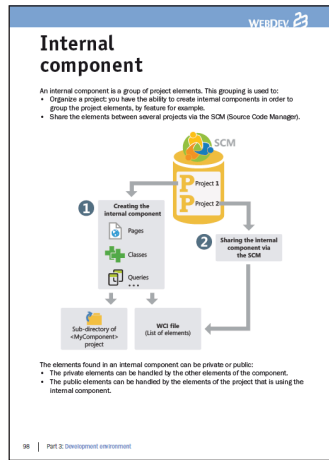 WEBDEV 23
Internal
component
An internal component is a group of project elements. This grouping is used to:
• Organize a project: you have the ability to create internal components in order to
group the project elements, by feature for example.
• Share the elements between several projects via the SCM (Source Code Manager).
SCM
Project 1
Project 2
1
Creating the
internal component
Pages
Classes
Queries
...
2
Sharing the internal
component via
the SCM
Sub-directory of
<MyComponent>
project
WCI file
(List of elements)
The elements found in an internal component can be private or public:
• The private elements can be handled by the other elements of the component.
• The public elements can be handled by the elements of the project that is using the
internal component.
98 | Part 3: Development environment